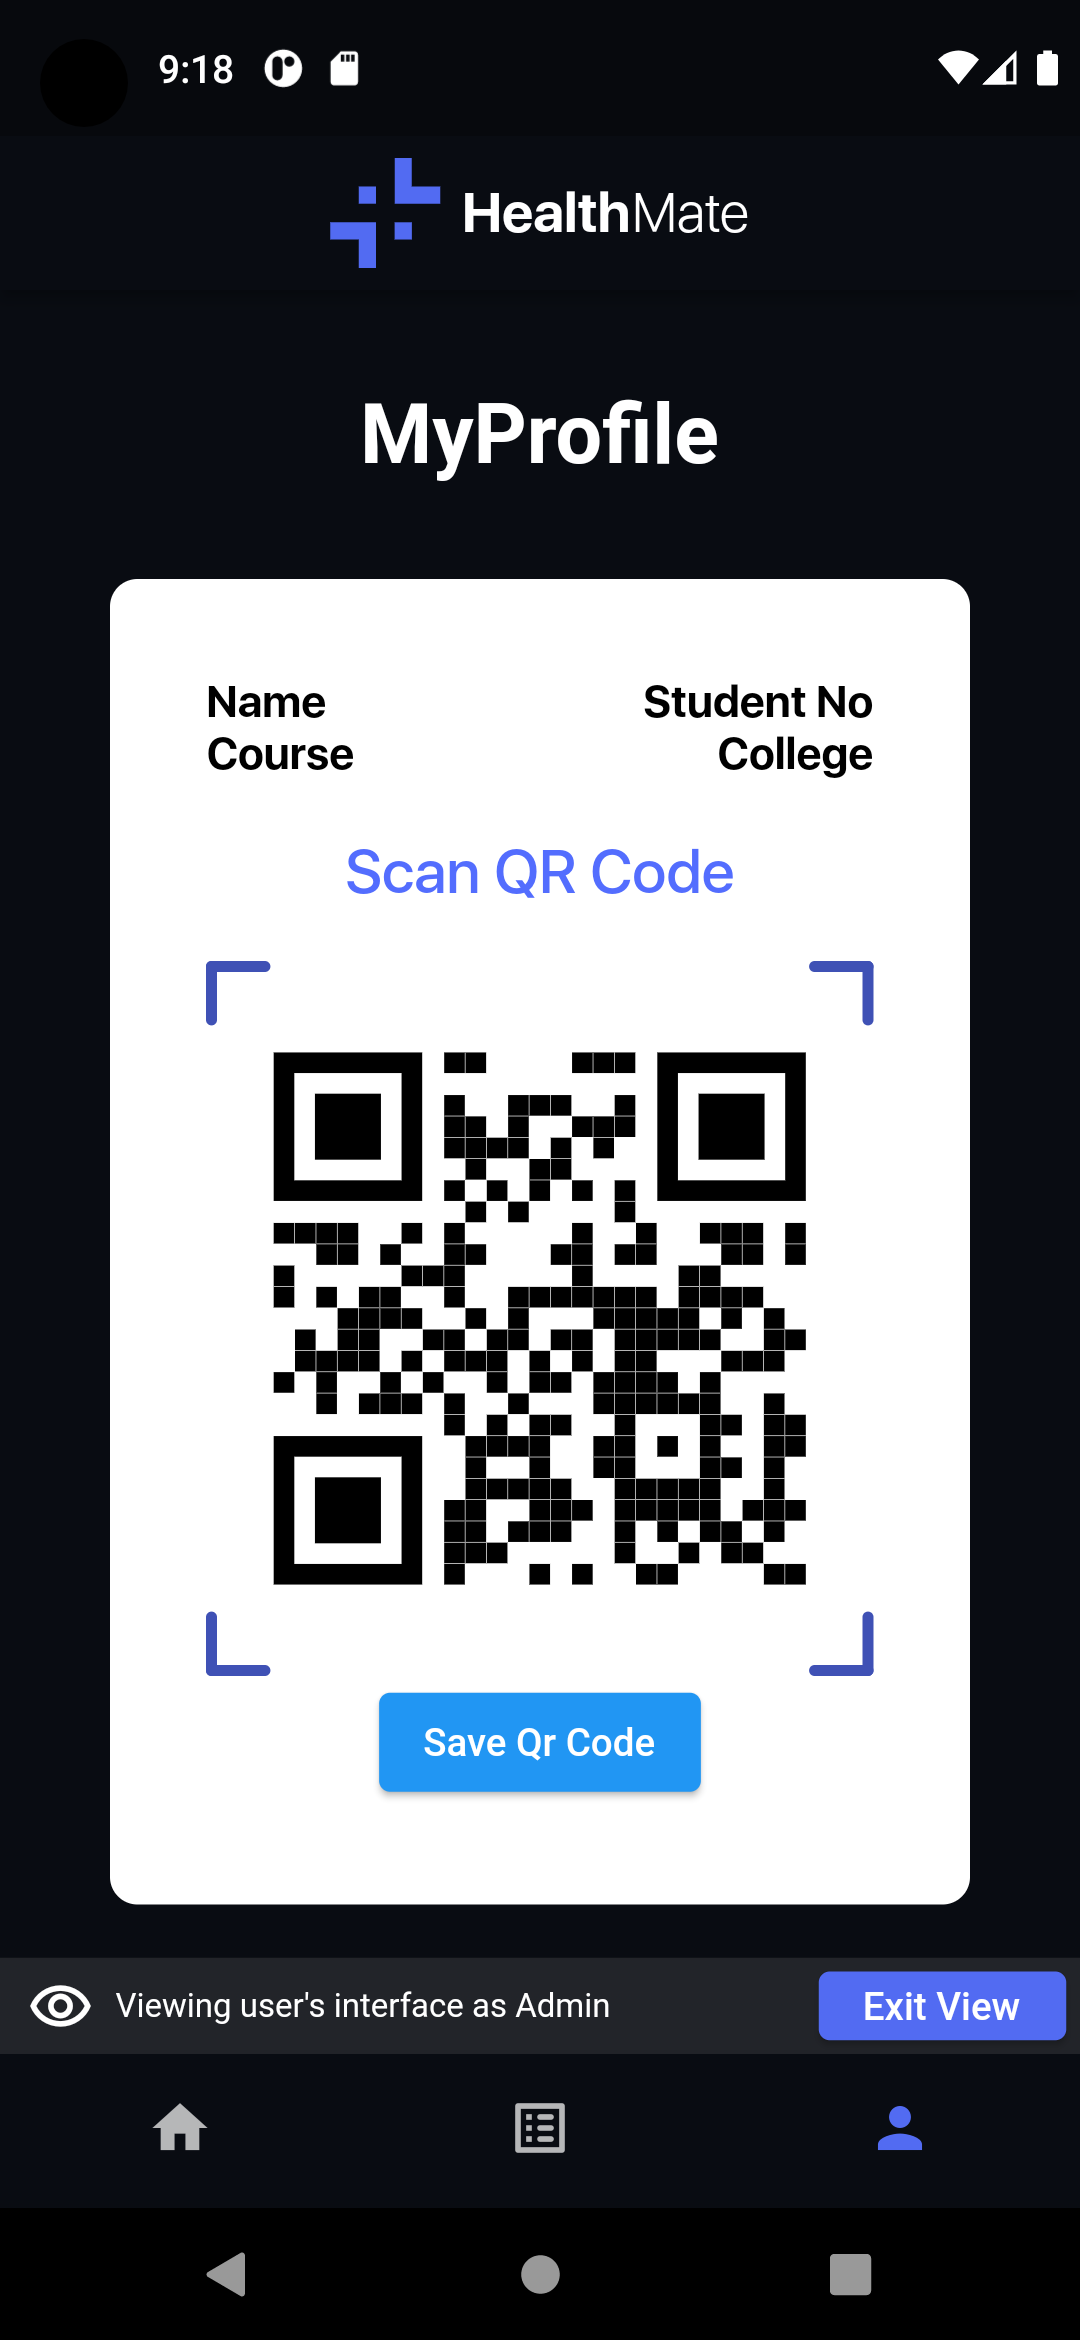 9:18
HealthMate
MyProfile
Name Student No
Course College
Scan QR Code
Save Qr Code
Viewing user's interface as Admin Exit View